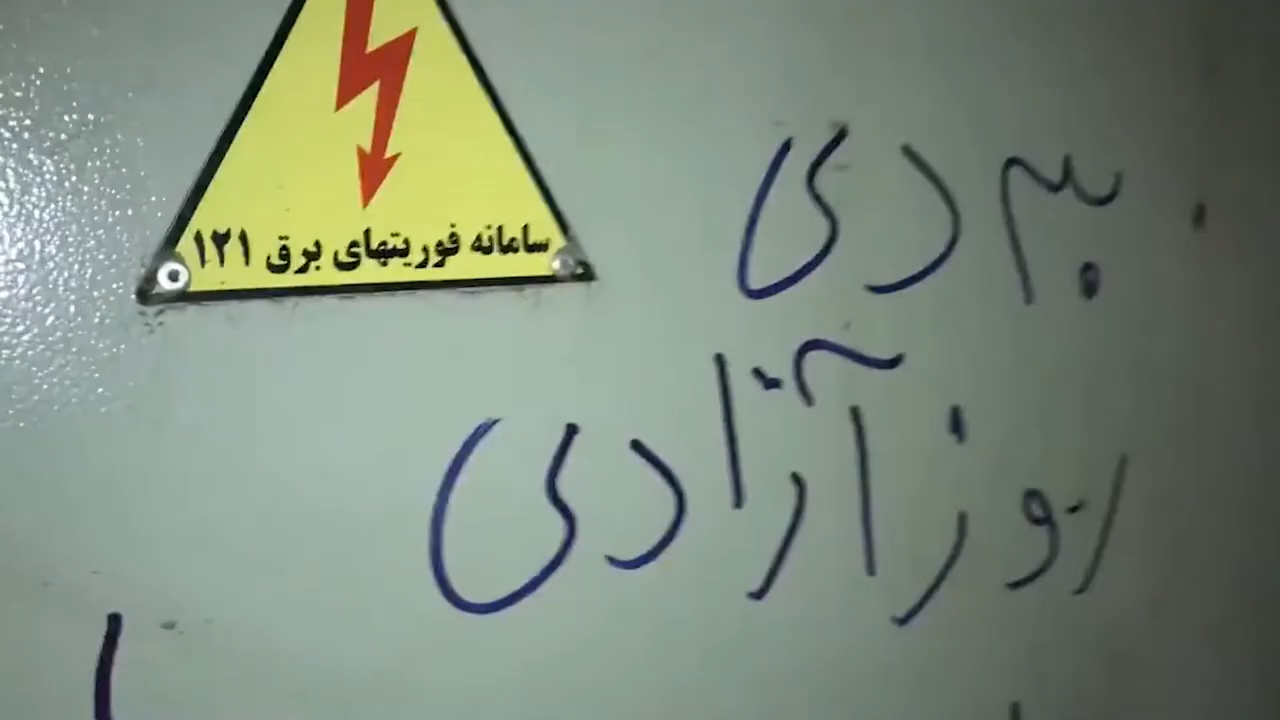 سامانه فوریتهای برق ۱۲۱
۳۰ دی
روز آزادی